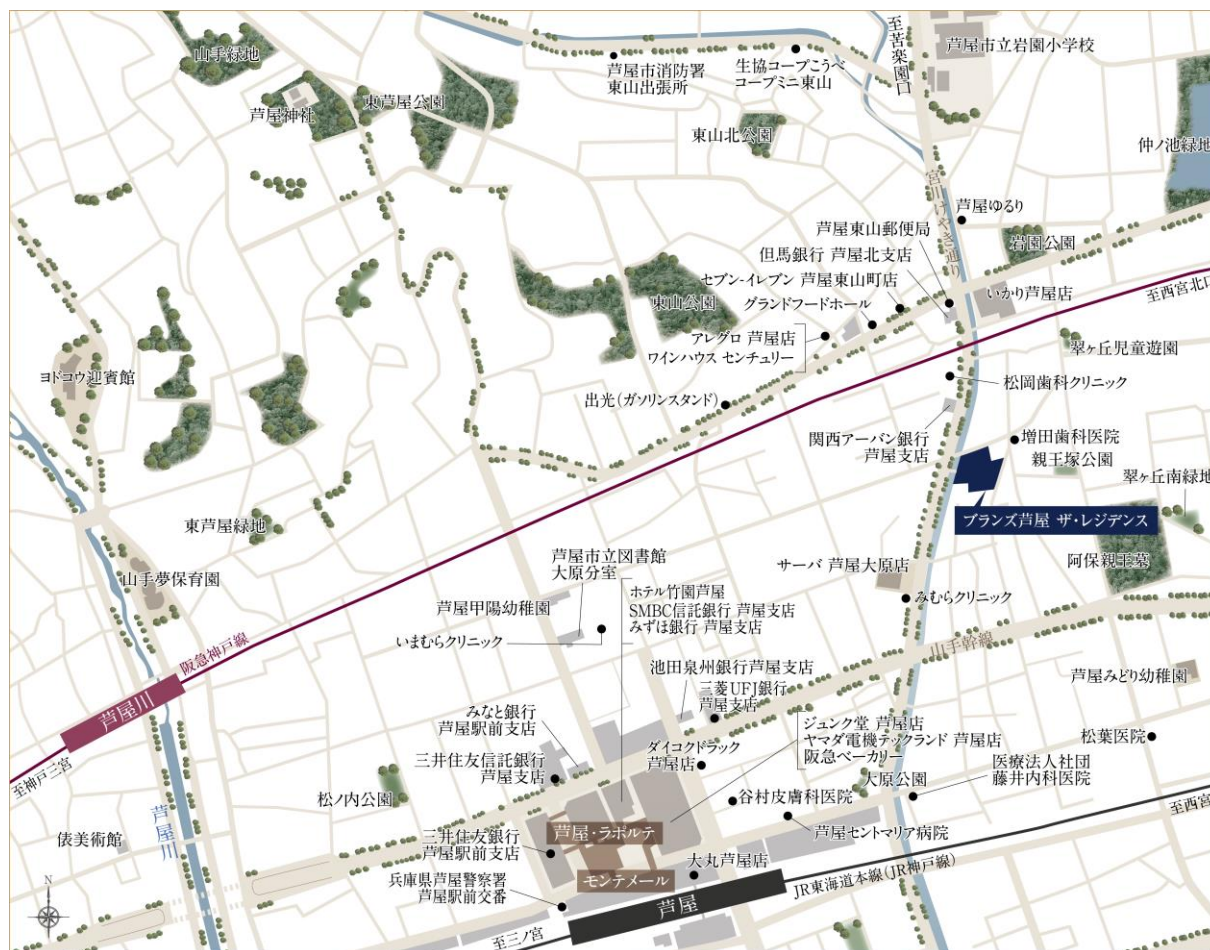 山手緑地
芦屋神社
東芦屋公園
芦屋市消防署
東山出張所
生協コープこうべ
コープミニ東山
至苦楽園口
芦屋市立岩園小学校
東山北公園
仲ノ池緑地
宮川けやき通り
芦屋ゆるり
芦屋東山郵便局
岩園公園
但馬銀行 芦屋北支店
セブン-イレブン 芦屋東山町店
いかり芦屋店
至西宮北口
東山公園
グランドフードホール
アレグロ 芦屋店
ワインハウス センチュリー
翠ヶ丘児童遊園
ヨドコウ迎賓館
松岡歯科クリニック
出光(ガソリンスタンド)
関西アーバン銀行
芦屋支店
増田歯科医院
親王塚公園
翠ヶ丘南緑地
ブランズ芦屋 ザ・レジデンス
東芦屋緑地
阿保親王墓
山手夢保育園
芦屋市立図書館
大原分室
サーバ 芦屋大原店
ホテル竹園芦屋
SMBC信託銀行 芦屋支店
みずほ銀行 芦屋支店
芦屋甲陽幼稚園
みむらクリニック
いまむらクリニック
阪急神戸線
山手幹線
池田泉州銀行芦屋支店
芦屋みどり幼稚園
三菱UFJ銀行
芦屋支店
芦屋川
みなと銀行
芦屋駅前支店
ジュンク堂 芦屋店
ヤマダ電機テックランド 芦屋店
阪急ベーカリー
松葉医院
ダイコクドラック
芦屋店
三井住友信託銀行
芦屋支店
医療法人社団
藤井内科医院
至神戸三宮
大原公園
松ノ内公園
谷村皮膚科医院
至西宮
芦屋川
芦屋・ラポルテ
芦屋セントマリア病院
俵美術館
三井住友銀行
芦屋駅前支店
大丸芦屋店
モンテメール
JR東海道本線(JR神戸線)
兵庫県芦屋警察署
芦屋駅前交番
芦屋
N
至三ノ宮